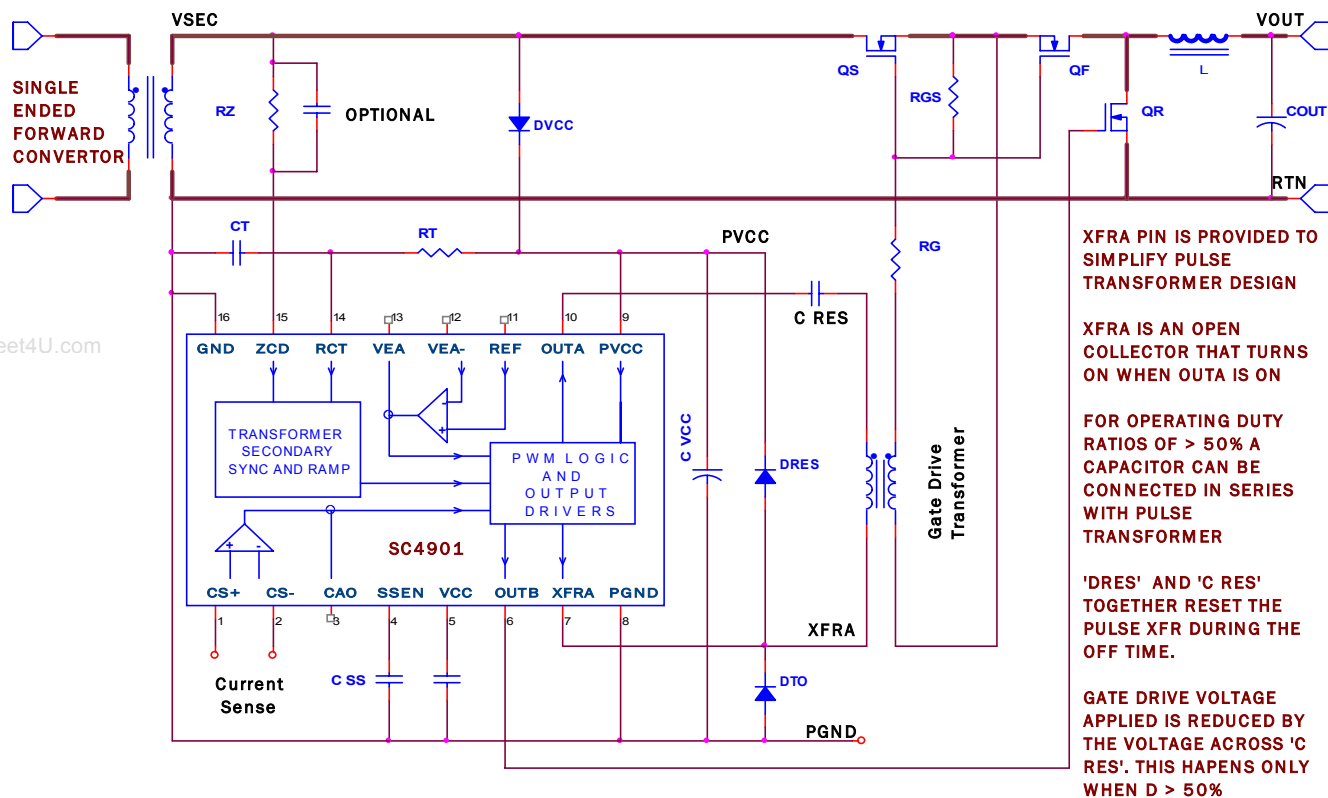 VSEC
VOUT
SINGLE
ENDED
FORWARD
CONVERTOR
RZ
OPTIONAL
DVCC
QS
RGS
QF
L
QR
COUT
RTN
CT
RT
PVCC
RG
C RES
eet4U.com
16
15
14
13
12
11
10
9
GND
ZCD
RCT
VEA
VEA-
REF
OUTA
PVCC
TRANSFORMER
SECONDARY
SYNC AND RAMP
-
+
PWM LOGIC
AND
OUTPUT
DRIVERS
+
-
SC4901
CS+
CS-
CAO
SSEN
VCC
OUTB
XFRA
PGND
1
2
3
4
5
6
7
8
Current
Sense
C SS
C VCC
DRES
Gate Drive
Transformer
XFRA
DTO
PGND
XFRA PIN IS PROVIDED TO
SIMPLIFY PULSE
TRANSFORMER DESIGN
XFRA IS AN OPEN
COLLECTOR THAT TURNS
ON WHEN OUTA IS ON
FOR OPERATING DUTY
RATIOS OF > 50% A
CAPACITOR CAN BE
CONNECTED IN SERIES
WITH PULSE
TRANSFORMER
'DRES' AND 'C RES'
TOGETHER RESET THE
PULSE XFR DURING THE
OFF TIME.
GATE DRIVE VOLTAGE
APPLIED IS REDUCED BY
THE VOLTAGE ACROSS 'C
RES'. THIS HAPENS ONLY
WHEN D > 50%